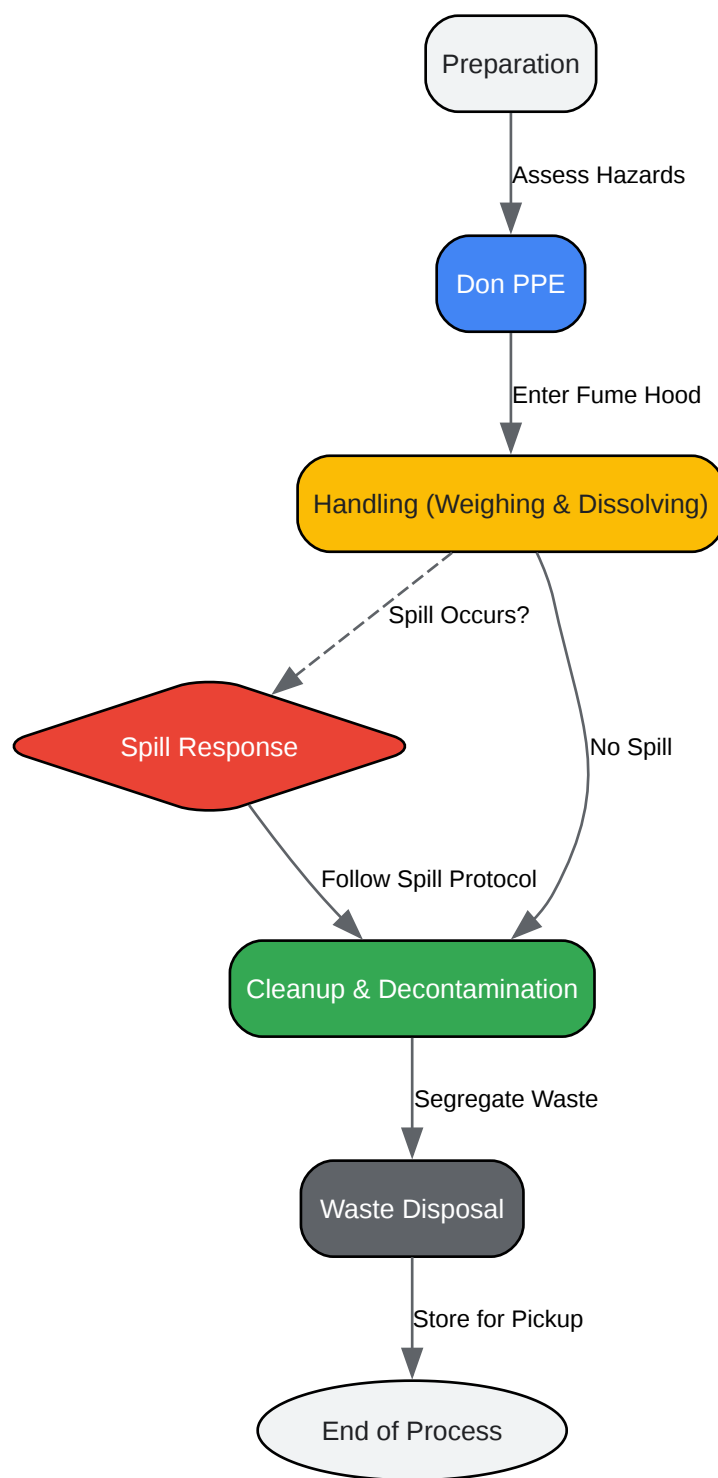 Preparation
Assess Hazards
Don PPE
Enter Fume Hood
Handling (Weighing & Dissolving)
Spill Occurs?
Spill Response
No Spill
Follow Spill Protocol
Cleanup & Decontamination
Segregate Waste
Waste Disposal
Store for Pickup
End of Process